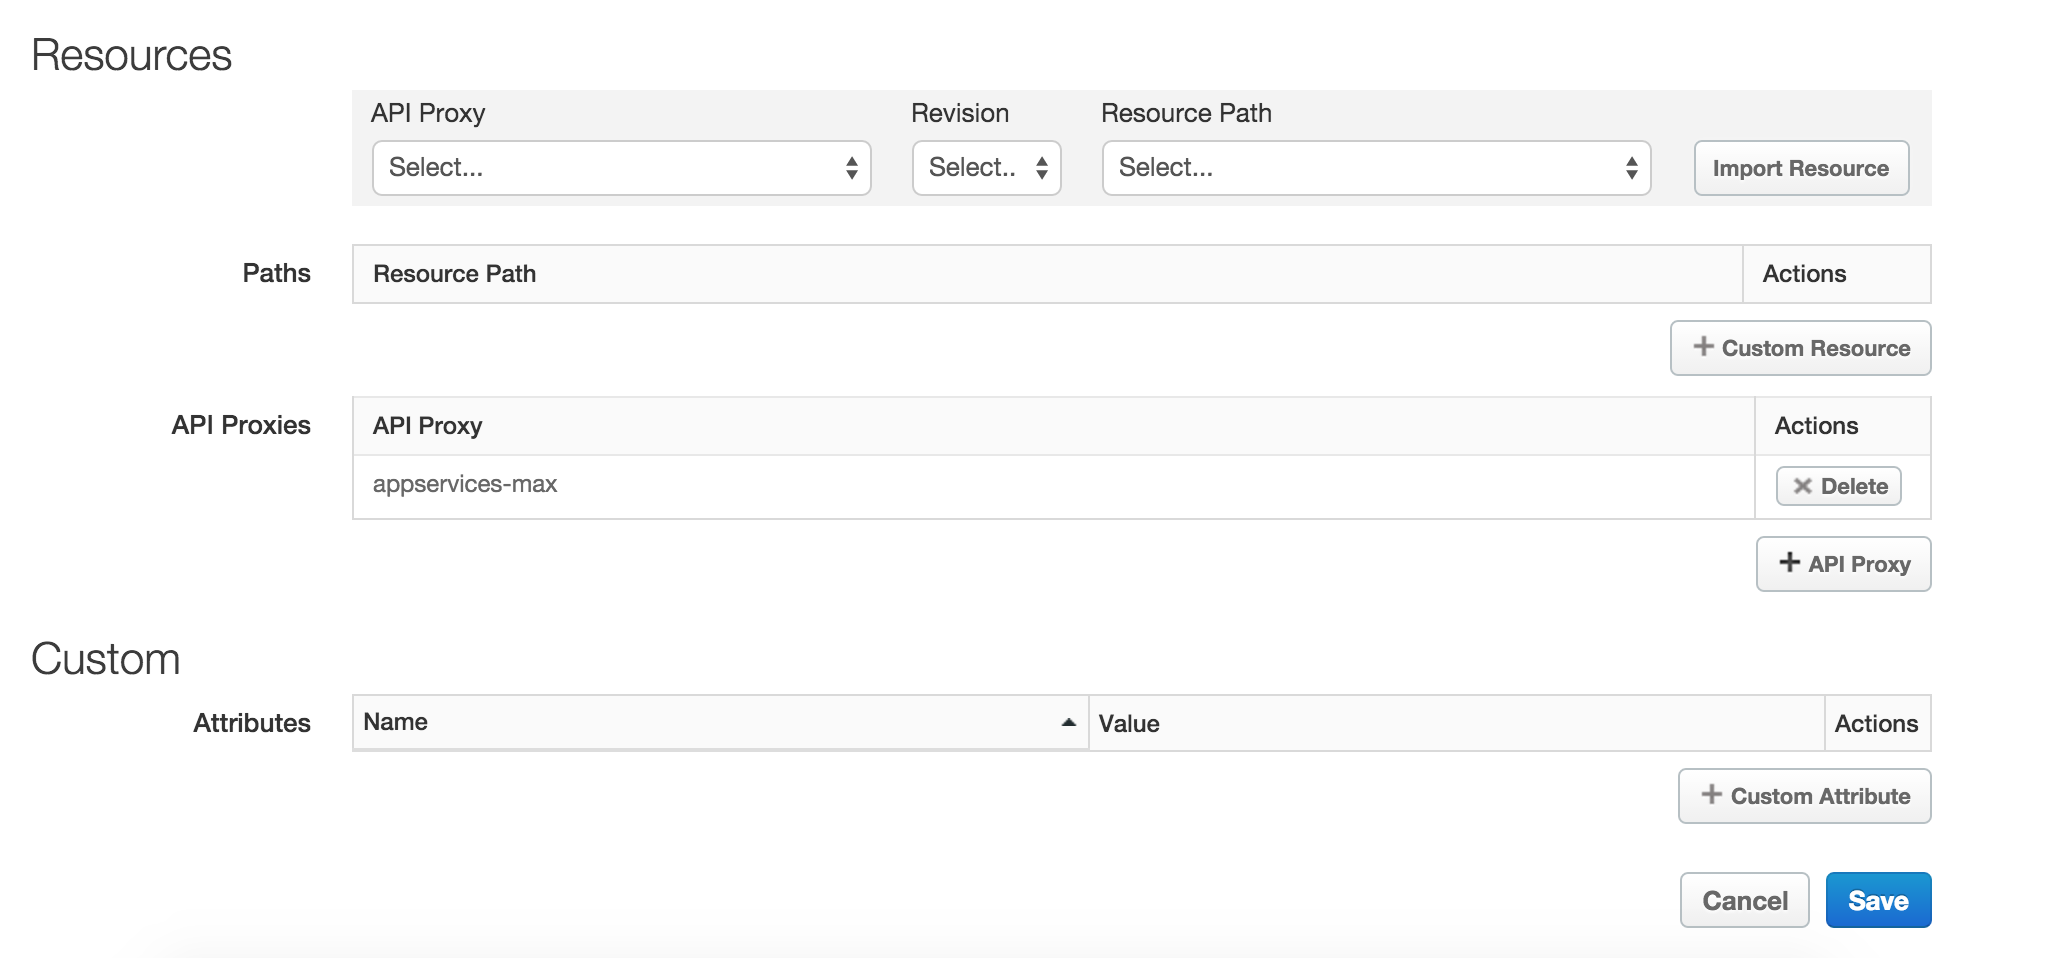 Resources
API Proxy Revision Resource Path
Select... Select.. Select... Import Resource
Paths Resource Path Actions
+ Custom Resource
API Proxies API Proxy Actions
appservices-max × Delete
+ API Proxy
Custom
Attributes Name Value Actions
+ Custom Attribute
Cancel Save